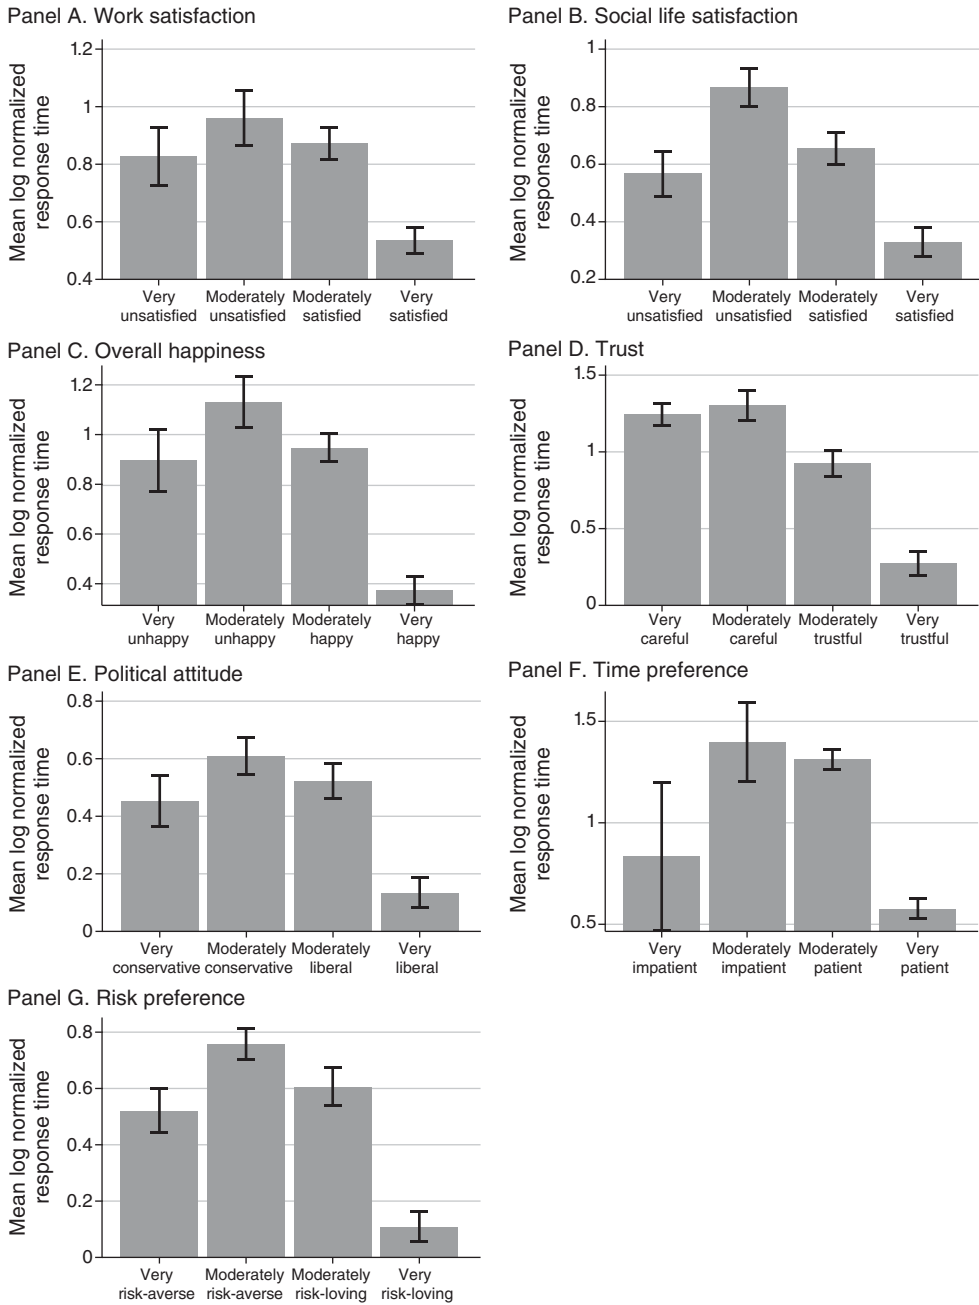 Panel A. Work satisfaction
Mean log normalized
response time
1.2
1
0.8
0.6
0.4
Very
unsatisfied
Moderately
unsatisfied
Moderately
satisfied
Very
satisfied
Panel B. Social life satisfaction
Mean log normalized
response time
1
0.8
0.6
0.4
0.2
Very
unsatisfied
Moderately
unsatisfied
Moderately
satisfied
Very
satisfied
Panel C. Overall happiness
Mean log normalized
response time
1.2
1
0.8
0.6
0.4
Very
unhappy
Moderately
unhappy
Moderately
happy
Very
happy
Panel D. Trust
Mean log normalized
response time
1.5
1
0.5
0
Very
careful
Moderately
careful
Moderately
trustful
Very
trustful
Panel E. Political attitude
Mean log normalized
response time
0.8
0.6
0.4
0.2
0
Very
conservative
Moderately
conservative
Moderately
liberal
Very
liberal
Panel F. Time preference
Mean log normalized
response time
1.5
1
0.5
Very
impatient
Moderately
impatient
Moderately
patient
Very
patient
Panel G. Risk preference
Mean log normalized
response time
0.8
0.6
0.4
0.2
0
Very
risk-averse
Moderately
risk-averse
Moderately
risk-loving
Very
risk-loving